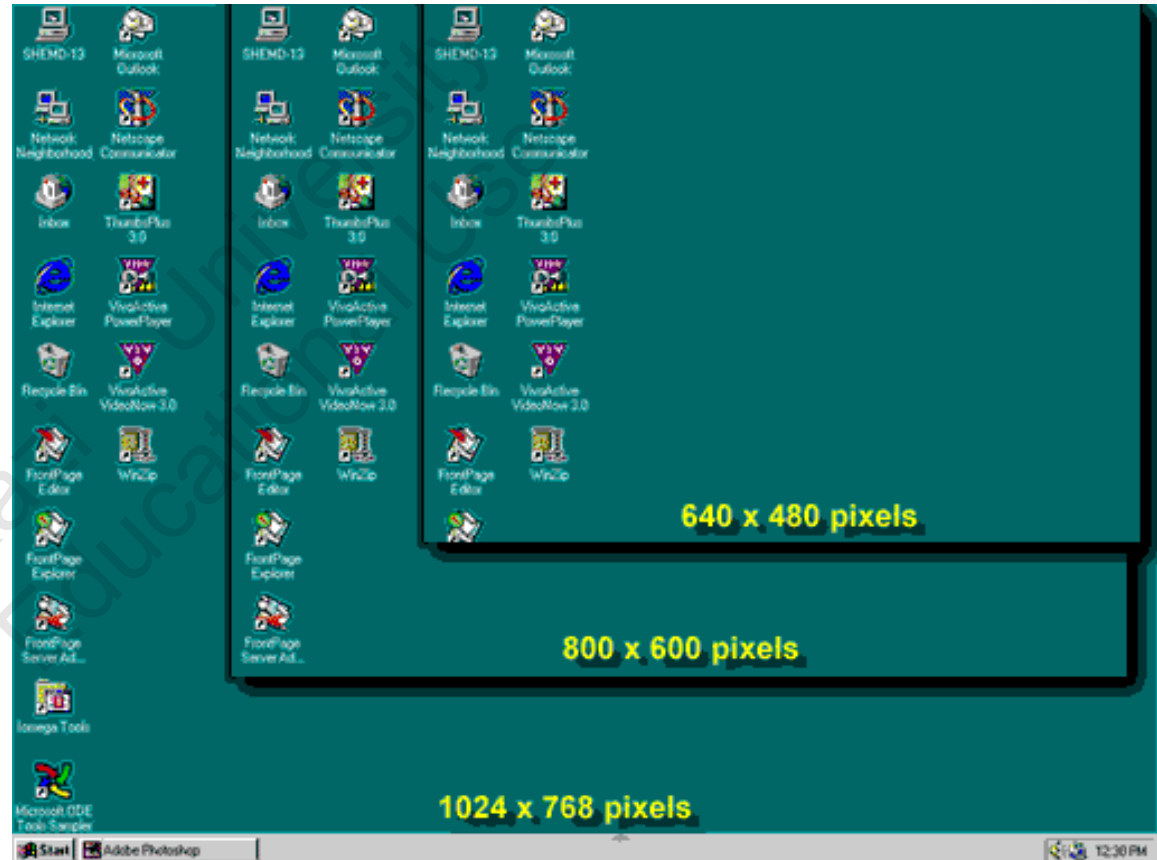 SHEMD-13
Microsoft
Outlook
Network
Neighborhood
Netscape
Communicator
Inbox
ThumbsPlus
3.0
Internet
Explorer
VivoActive
PowerPlayer
Recycle Bin
VivoActive
VideoNow 3.0
FrontPage
Editor
WinZip
FrontPage
Explorer
FrontPage
Server Ad...
Iomega Tools
Microsoft ODE
Tools Sampler
SHEMD-13
Microsoft
Outlook
Network
Neighborhood
Netscape
Communicator
Inbox
ThumbsPlus
3.0
Internet
Explorer
VivoActive
PowerPlayer
Recycle Bin
VivoActive
VideoNow 3.0
FrontPage
Editor
WinZip
FrontPage
Explorer
FrontPage
Server Ad...
SHEMD-13
Microsoft
Outlook
Network
Neighborhood
Netscape
Communicator
Inbox
ThumbsPlus
3.0
Internet
Explorer
VivoActive
PowerPlayer
Recycle Bin
VivoActive
VideoNow 3.0
FrontPage
Editor
WinZip
640 x 480 pixels
800 x 600 pixels
1024 x 768 pixels
Start
Adobe Photoshop
12:30 PM
University
Educational Use